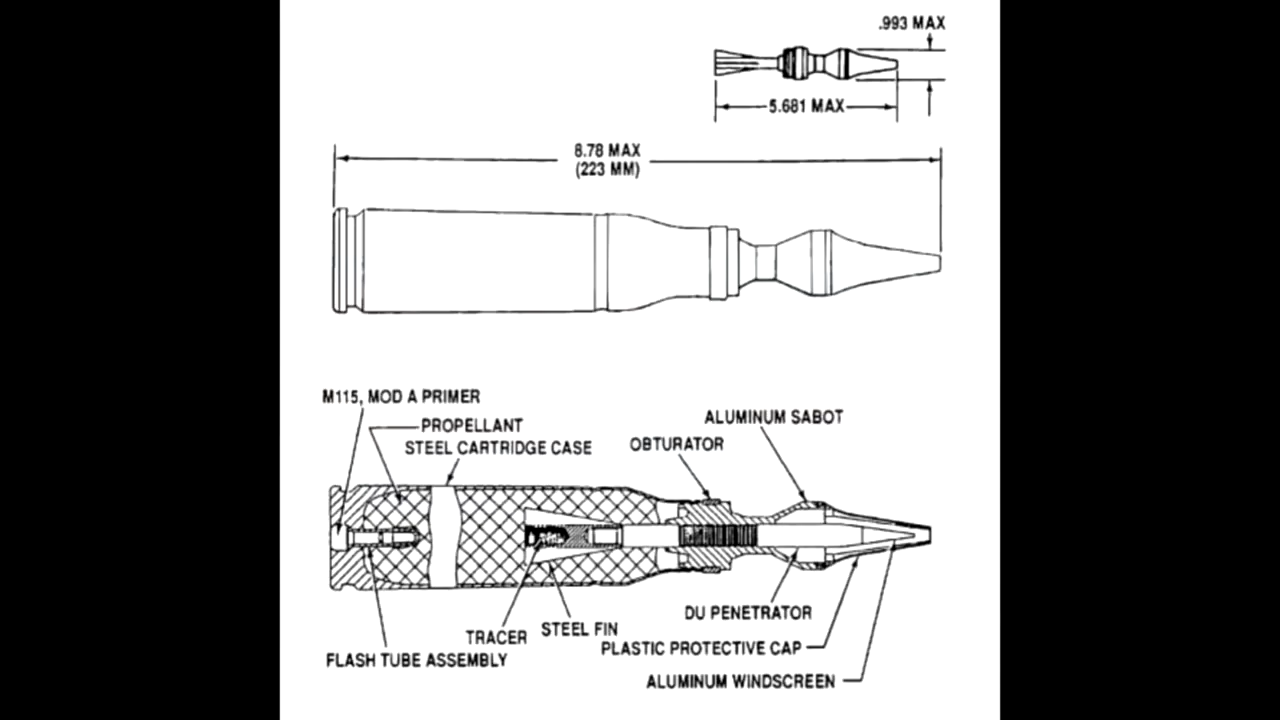 .993 MAX
5.681 MAX
8.78 MAX
(223 MM)
M115, MOD A PRIMER
PROPELLANT
STEEL CARTRIDGE CASE
OBTURATOR
ALUMINUM SABOT
DU PENETRATOR
STEEL FIN
TRACER
PLASTIC PROTECTIVE CAP
FLASH TUBE ASSEMBLY
ALUMINUM WINDSCREEN